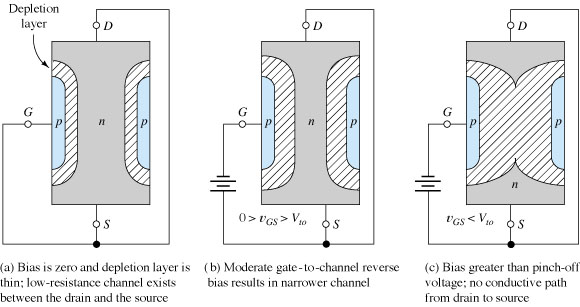 Depletion
layer
D
G
p
n
p
S
D
G
p
n
p
0 > vGS > Vto
S
D
G
p
p
n
vGS < Vto
S
(a) Bias is zero and depletion layer is
thin; low-resistance channel exists
between the drain and the source
(b) Moderate gate-to-channel reverse
bias results in narrower channel
(c) Bias greater than pinch-off
voltage; no conductive path
from drain to source